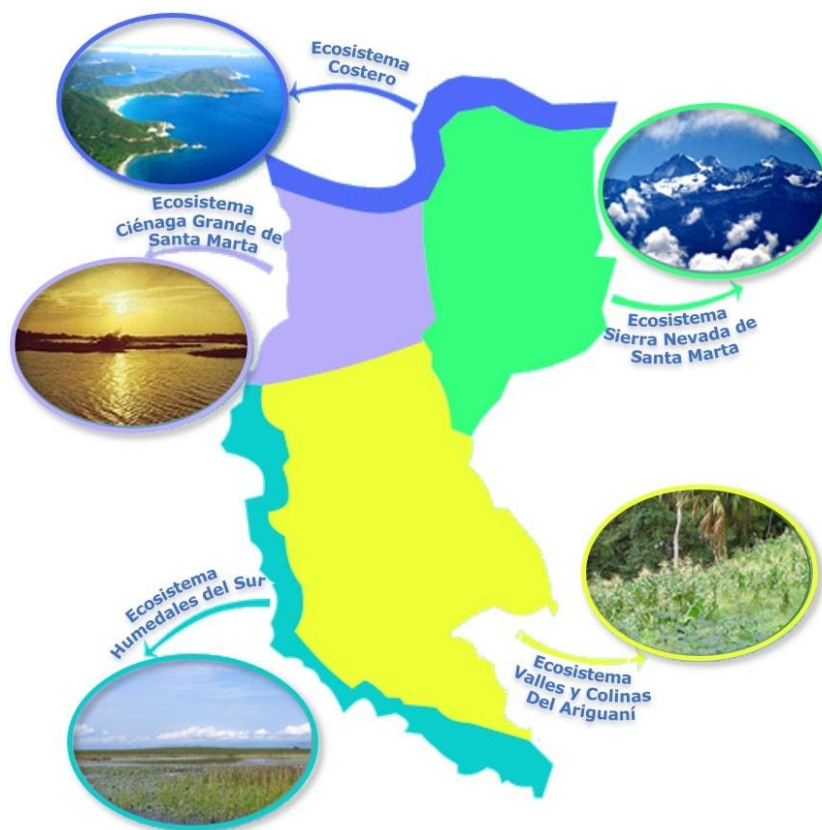 Ecosistema
Costero
Ecosistema
Ciénaga Grande de
Santa Marta
Ecosistema
Sierra Nevada de
Santa Marta
Ecosistema
Humedales del Sur
Ecosistema
Valles y Colinas
Del Ariguaní